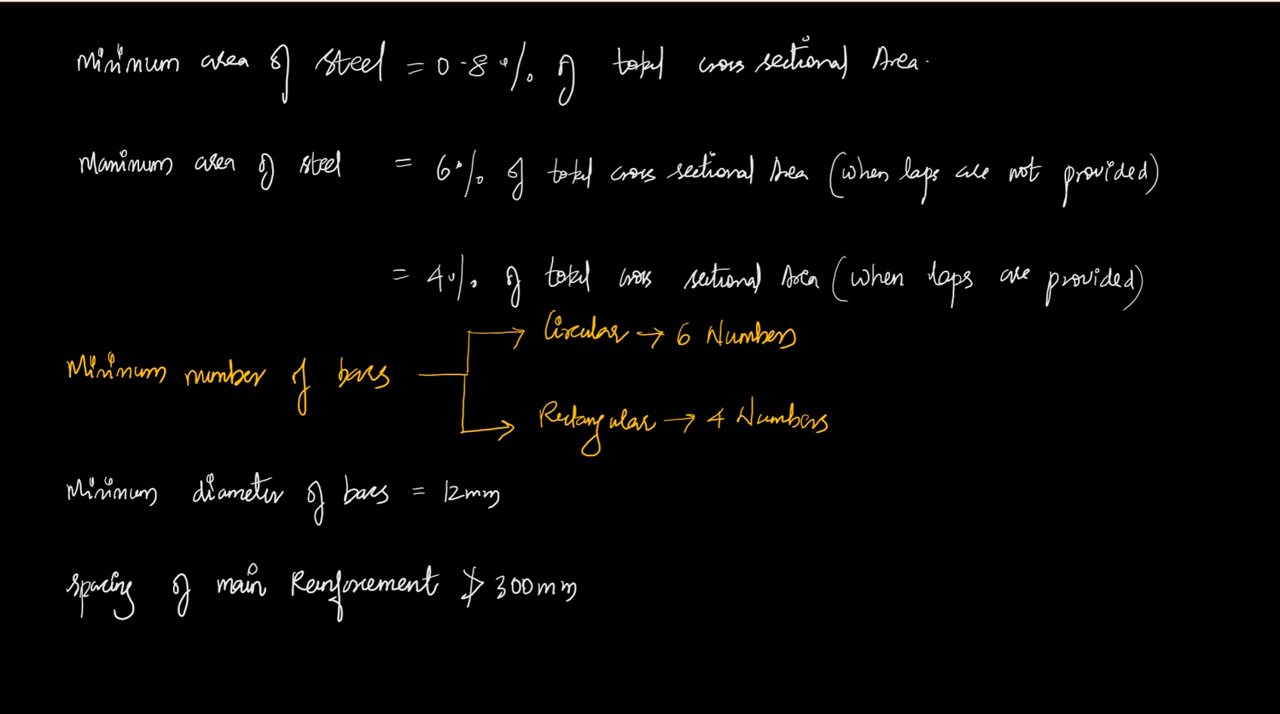 Minimum area of steel = 0.8 % of total cross sectional Area.
Maximum area of steel = 6 % of total cross sectional Area (when laps are not provided)
= 4 % of total cross sectional Area (when laps are provided)
Circular → 6 Numbers
Minimum number of bars
Rectangular → 4 Numbers
Minimum diameter of bars = 12mm
spacing of main Reinforcement ≯ 300mm